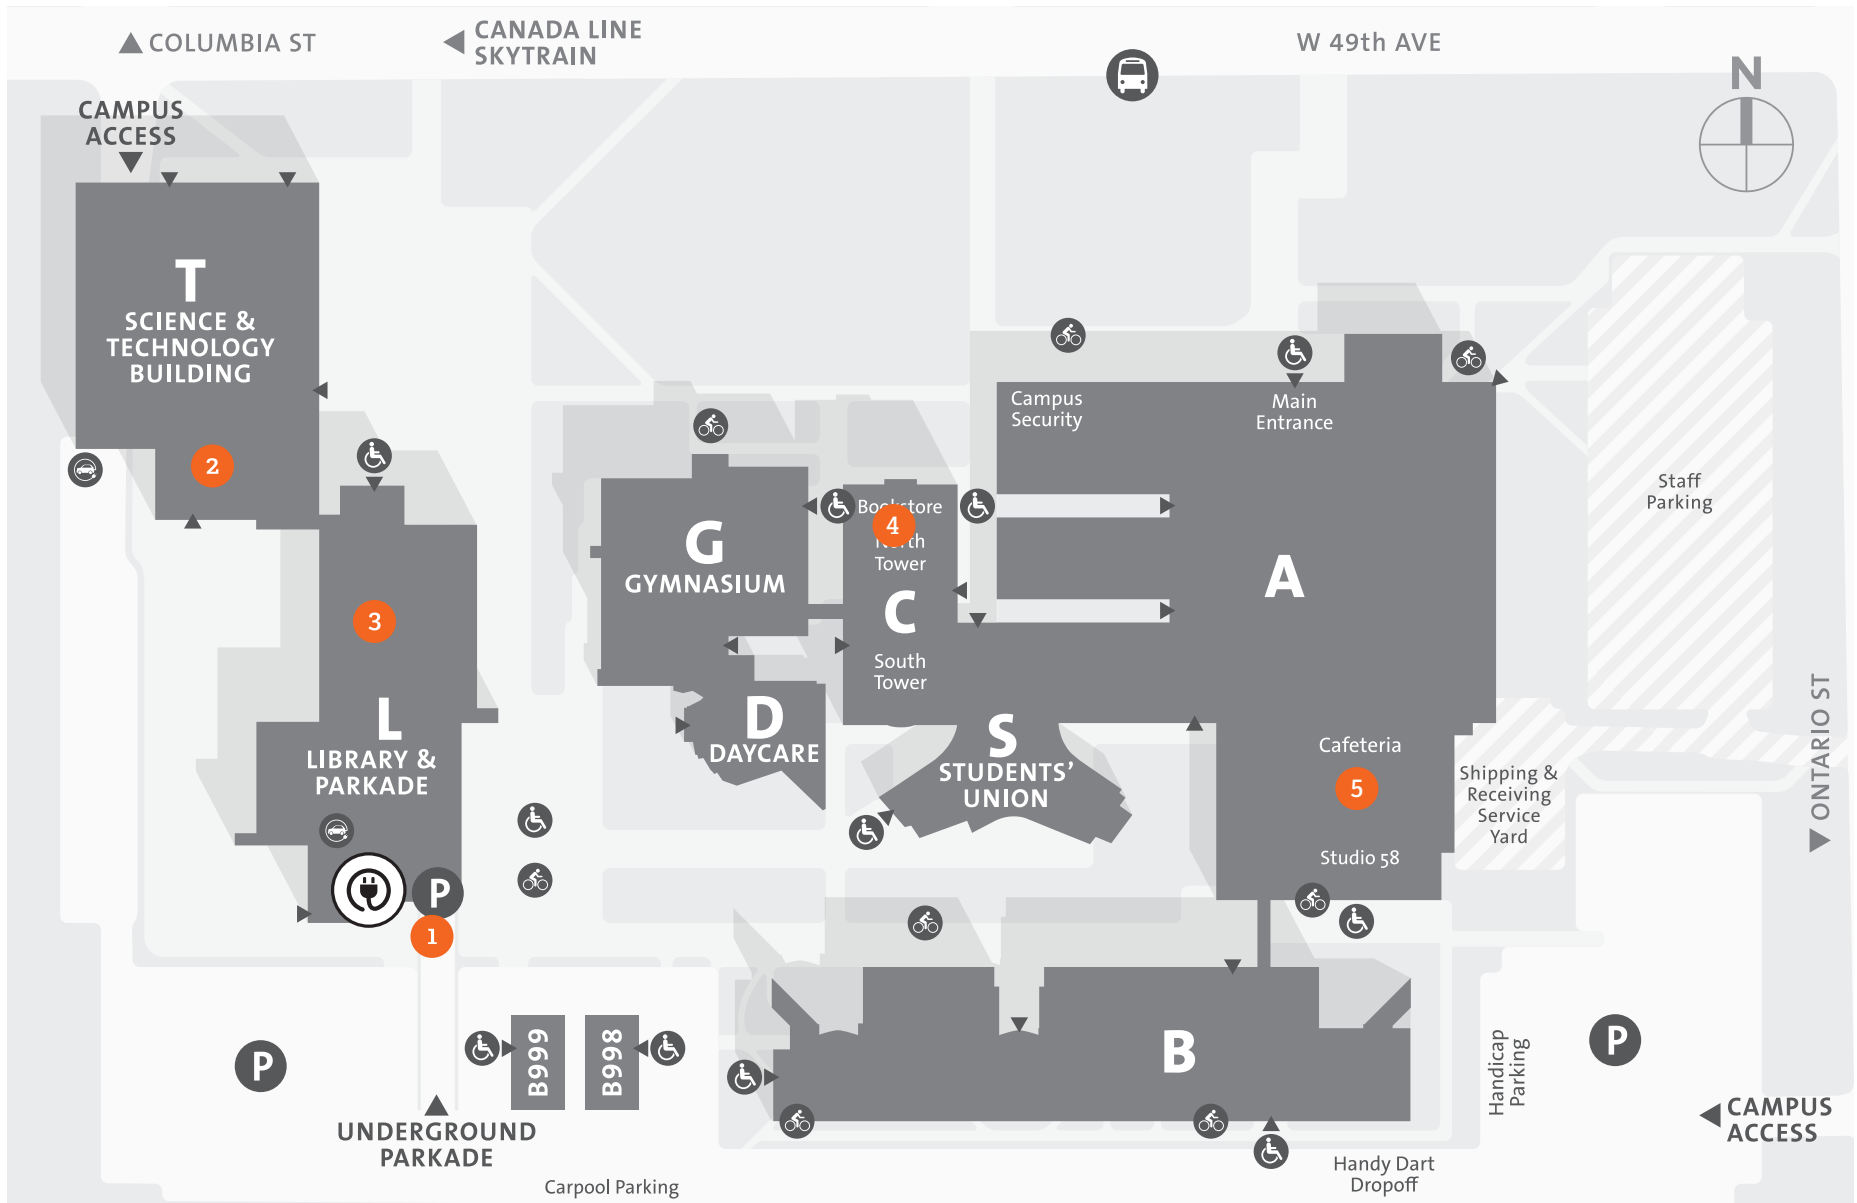 COLUMBIA ST
CANADA LINE
SKYTRAIN
W 49th AVE
N
CAMPUS
ACCESS
T
SCIENCE &
TECHNOLOGY
BUILDING
2
3
L
LIBRARY &
PARKADE
P
1
G
GYMNASIUM
D
DAYCARE
Bookstore
4
North
Tower
C
South
Tower
S
STUDENTS’
UNION
Campus
Security
Main
Entrance
A
Cafeteria
5
Studio 58
Staff
Parking
Shipping &
Receiving
Service
Yard
ONTARIO ST
B
B999
B998
P
UNDERGROUND
PARKADE
Carpool Parking
Handicap
Parking
P
CAMPUS
ACCESS
Handy Dart
Dropoff